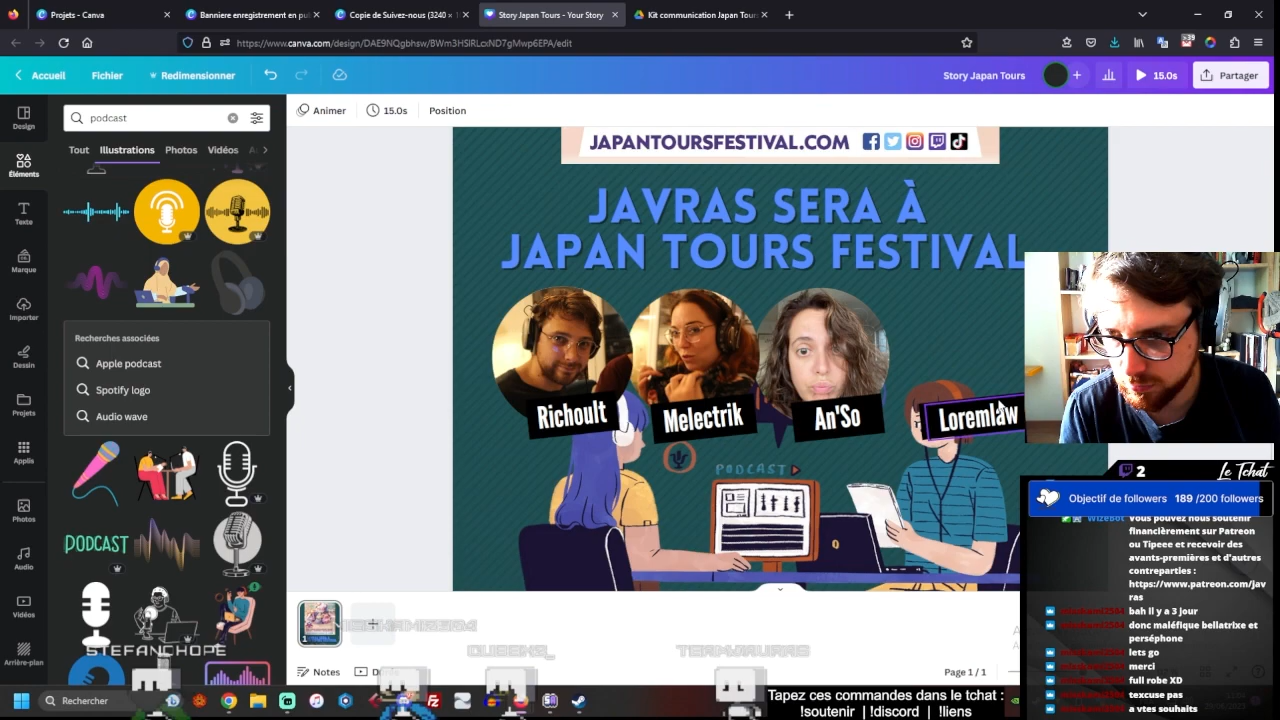 Projets - Canva
Banniere enregistrement en pu
Copie de Suivez-nous (3240 ×
Story Japan Tours - Your Story
Kit communication Japan Tour
https://www.canva.com/design/DAE9NQgbhsw/BWm3HSlRLcxND7gMwp6EPA/edit
539
Accueil
Fichier
Redimensionner
Story Japan Tours
15.0s
Partager
Design
Éléments
Texte
Marque
Importer
Dessin
Projets
Applis
Photos
Audio
Vidéos
Arrière-plan
podcast
Tout
Illustrations
Photos
Vidéos
Recherches associées
Apple podcast
Spotify logo
Audio wave
PODCAST
Animer
15.0s
Position
JAPANTOURSFESTIVAL.COM
JAVRAS SERA À
JAPAN TOURS FESTIVAL
Richoult
Melectrik
An'So
Loremlaw
PODCAST
1
Notes
Page 1 / 1
STEFANCHOPE
2
Le Tchat
Objectif de followers 189 /200 followers
WizeBot Vous pouvez nous soutenir
financièrement sur Patreon
ou Tipeee et recevoir des
avants-premières et d'autres
contreparties :
https://www.patreon.com/jav
ras
bah il y a 3 jour
donc maléfique bellatrixe et
perséphone
lets go
merci
full robe XD
texcuse pas
a vtes souhaits
Rechercher
Tapez ces commandes dans le tchat :
!soutenir | !discord | !liens